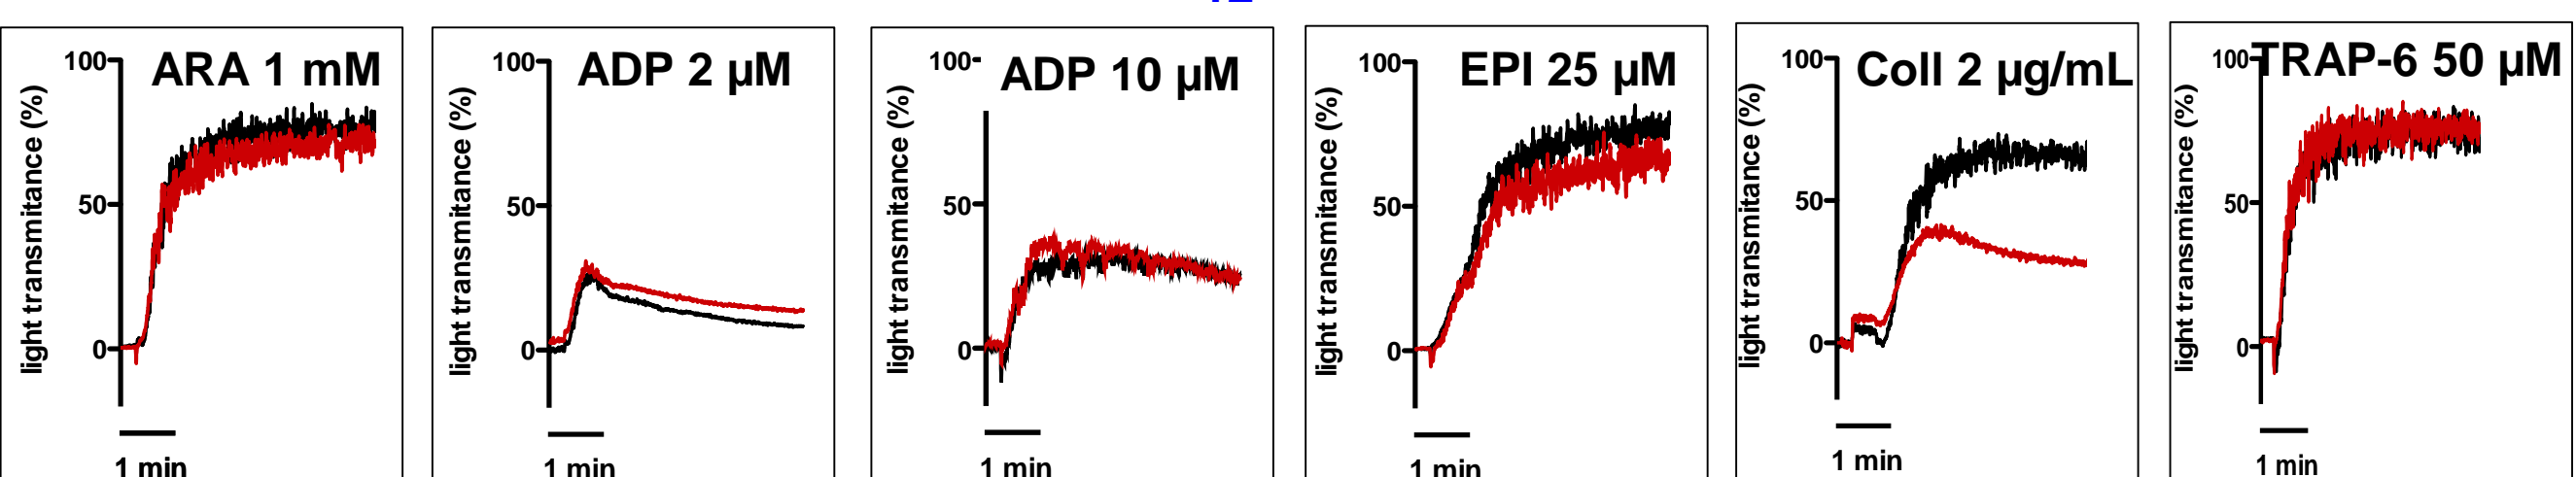 ARA 1 mM
100
50
0
light transmitance (%)
1 min
ADP 2 µM
100
50
0
light transmitance (%)
1 min
ADP 10 µM
100
50
0
light transmitance (%)
1 min
EPI 25 µM
100
50
0
light transmitance (%)
1 min
Coll 2 µg/mL
100
50
0
light transmitance (%)
1 min
TRAP-6 50 µM
100
50
0
light transmitance (%)
1 min